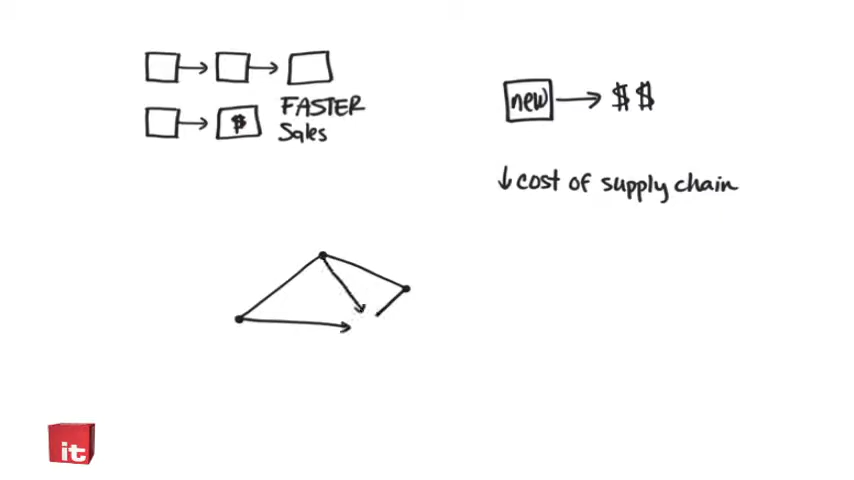 $
FASTER
Sales
new
$$
↓ cost of supply chain
it